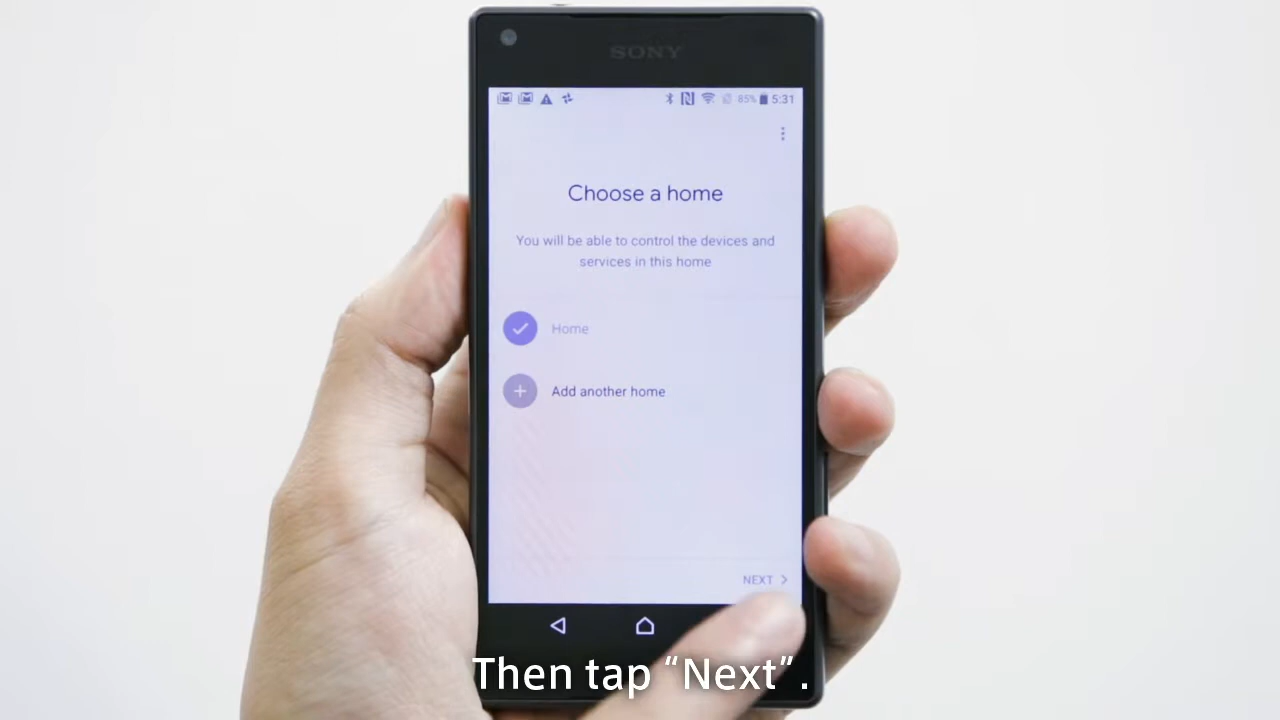 SONY
85% 5:31
Choose a home
You will be able to control the devices and
services in this home
Home
Add another home
NEXT
Then tap “Next”.